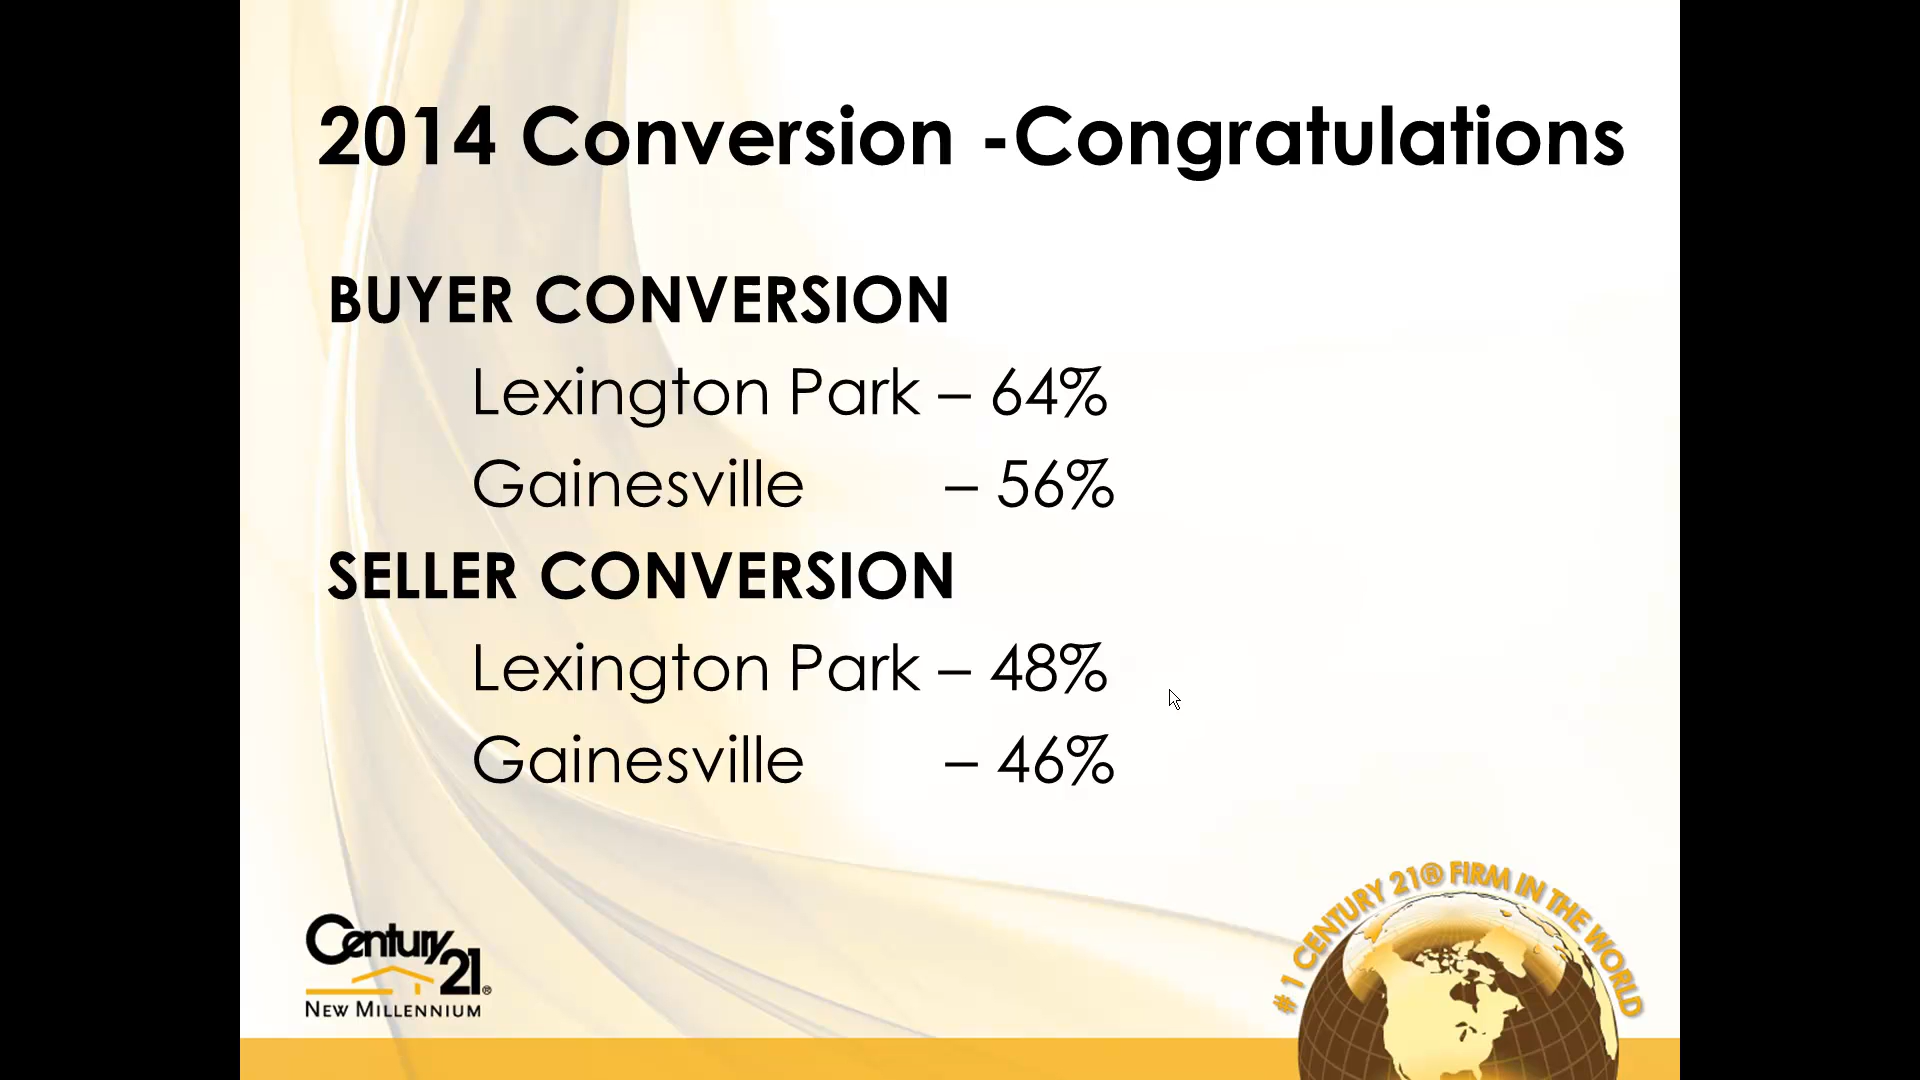 2014 Conversion -Congratulations
BUYER CONVERSION
Lexington Park – 64%
Gainesville – 56%
SELLER CONVERSION
Lexington Park – 48%
Gainesville – 46%
# 1 CENTURY 21® FIRM IN THE WORLD
Century 21®
NEW MILLENNIUM